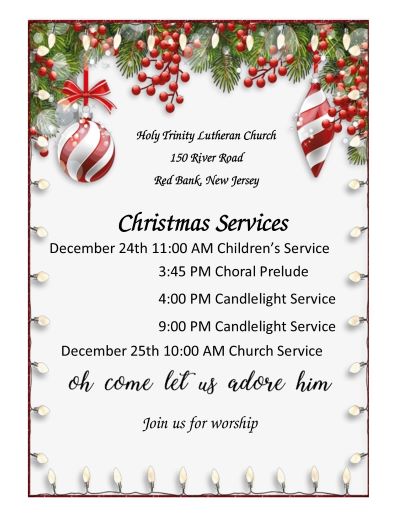 Holy Trinity Lutheran Church
150 River Road
Red Bank, New Jersey
Christmas Services
December 24th 11:00 AM Children’s Service
3:45 PM Choral Prelude
4:00 PM Candlelight Service
9:00 PM Candlelight Service
December 25th 10:00 AM Church Service
oh come let us adore him
Join us for worship